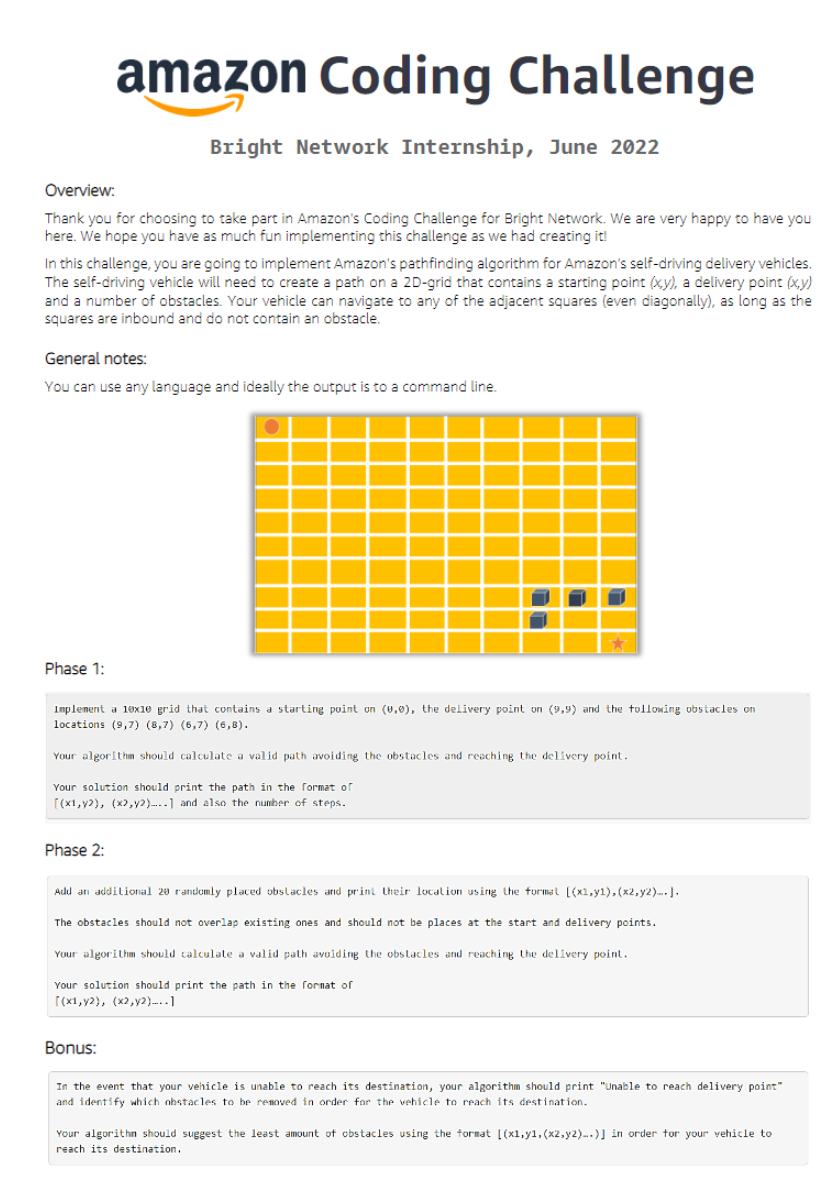 amazon Coding Challenge
Bright Network Internship, June 2022
Overview:
Thank you for choosing to take part in Amazon's Coding Challenge for Bright Network. We are very happy to have you
here. We hope you have as much fun implementing this challenge as we had creating it!
In this challenge, you are going to implement Amazon's pathfinding algorithm for Amazon's self-driving delivery vehicles.
The self-driving vehicle will need to create a path on a 2D-grid that contains a starting point (x,y), a delivery point (x,y)
and a number of obstacles. Your vehicle can navigate to any of the adjacent squares (even diagonally), as long as the
squares are inbound and do not contain an obstacle.
General notes:
You can use any language and ideally the output is to a command line.
Phase 1:
Implement a 10x10 grid that contains a starting point on (0,0), the delivery point on (9,9) and the following obstacles on
locations (9,7) (8,7) (6,7) (6,8).
Your algorithm should calculate a valid path avoiding the obstacles and reaching the delivery point.
Your solution should print the path in the format of
[(x1,y2), (x2,y2)…..] and also the number of steps.
Phase 2:
Add an additional 20 randomly placed obstacles and print their location using the format [(x1,y1),(x2,y2)….].
The obstacles should not overlap existing ones and should not be places at the start and delivery points.
Your algorithm should calculate a valid path avoiding the obstacles and reaching the delivery point.
Your solution should print the path in the format of
[(x1,y2), (x2,y2)…..]
Bonus:
In the event that your vehicle is unable to reach its destination, your algorithm should print "Unable to reach delivery point"
and identify which obstacles to be removed in order for the vehicle to reach its destination.
Your algorithm should suggest the least amount of obstacles using the format [(x1,y1,(x2,y2)….)] in order for your vehicle to
reach its destination.